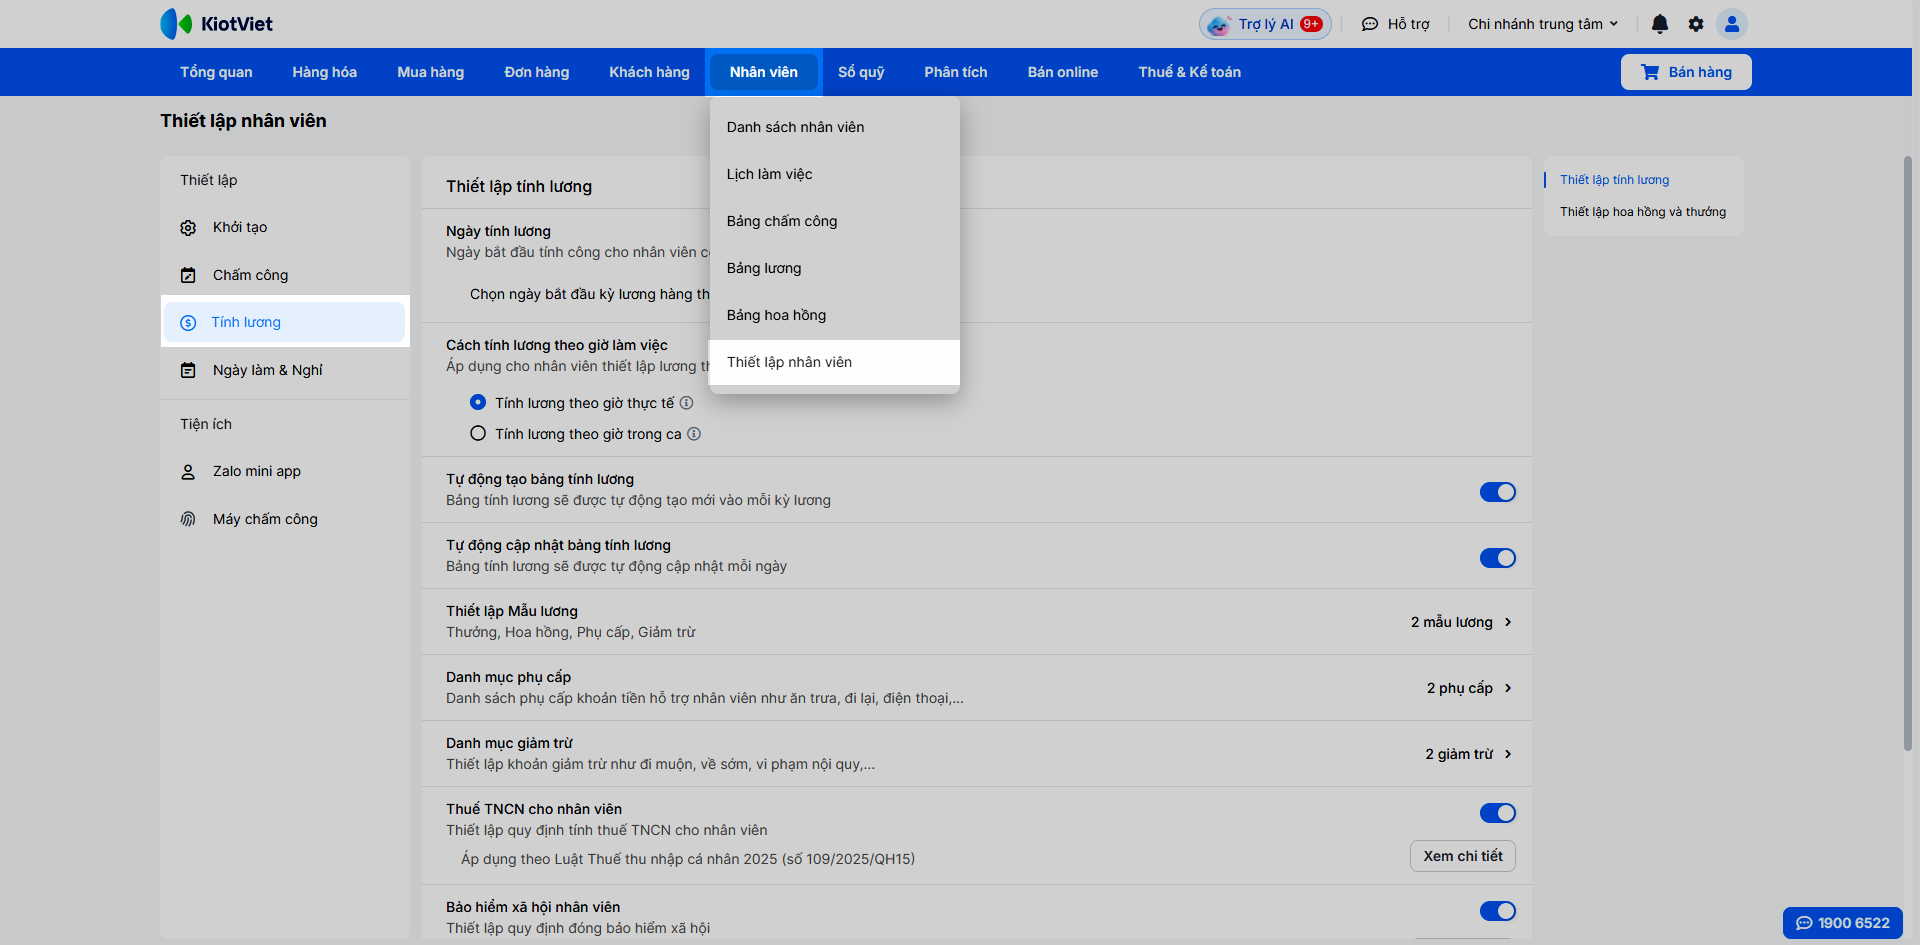 KiotViet
Trợ lý AI 9+
Hỗ trợ
Chi nhánh trung tâm
Tổng quan
Hàng hóa
Mua hàng
Đơn hàng
Khách hàng
Nhân viên
Sổ quỹ
Phân tích
Bán online
Thuế & Kế toán
Bán hàng
Danh sách nhân viên
Lịch làm việc
Bảng chấm công
Bảng lương
Bảng hoa hồng
Thiết lập nhân viên
Thiết lập nhân viên
Thiết lập
Khởi tạo
Chấm công
Tính lương
Ngày làm & Nghỉ
Tiện ích
Zalo mini app
Máy chấm công
Thiết lập tính lương
Ngày tính lương
Ngày bắt đầu tính công cho nhân viên c
Chọn ngày bắt đầu kỳ lương hàng th
Cách tính lương theo giờ làm việc
Áp dụng cho nhân viên thiết lập lương th
Tính lương theo giờ thực tế
Tính lương theo giờ trong ca
Tự động tạo bảng tính lương
Bảng tính lương sẽ được tự động tạo mới vào mỗi kỳ lương
Tự động cập nhật bảng tính lương
Bảng tính lương sẽ được tự động cập nhật mỗi ngày
Thiết lập Mẫu lương
Thưởng, Hoa hồng, Phụ cấp, Giảm trừ
2 mẫu lương
Danh mục phụ cấp
Danh sách phụ cấp khoản tiền hỗ trợ nhân viên như ăn trưa, đi lại, điện thoại,...
2 phụ cấp
Danh mục giảm trừ
Thiết lập khoản giảm trừ như đi muộn, về sớm, vi phạm nội quy,...
2 giảm trừ
Thuế TNCN cho nhân viên
Thiết lập quy định tính thuế TNCN cho nhân viên
Áp dụng theo Luật Thuế thu nhập cá nhân 2025 (số 109/2025/QH15)
Xem chi tiết
Bảo hiểm xã hội nhân viên
Thiết lập quy định đóng bảo hiểm xã hội
Thiết lập tính lương
Thiết lập hoa hồng và thưởng
1900 6522